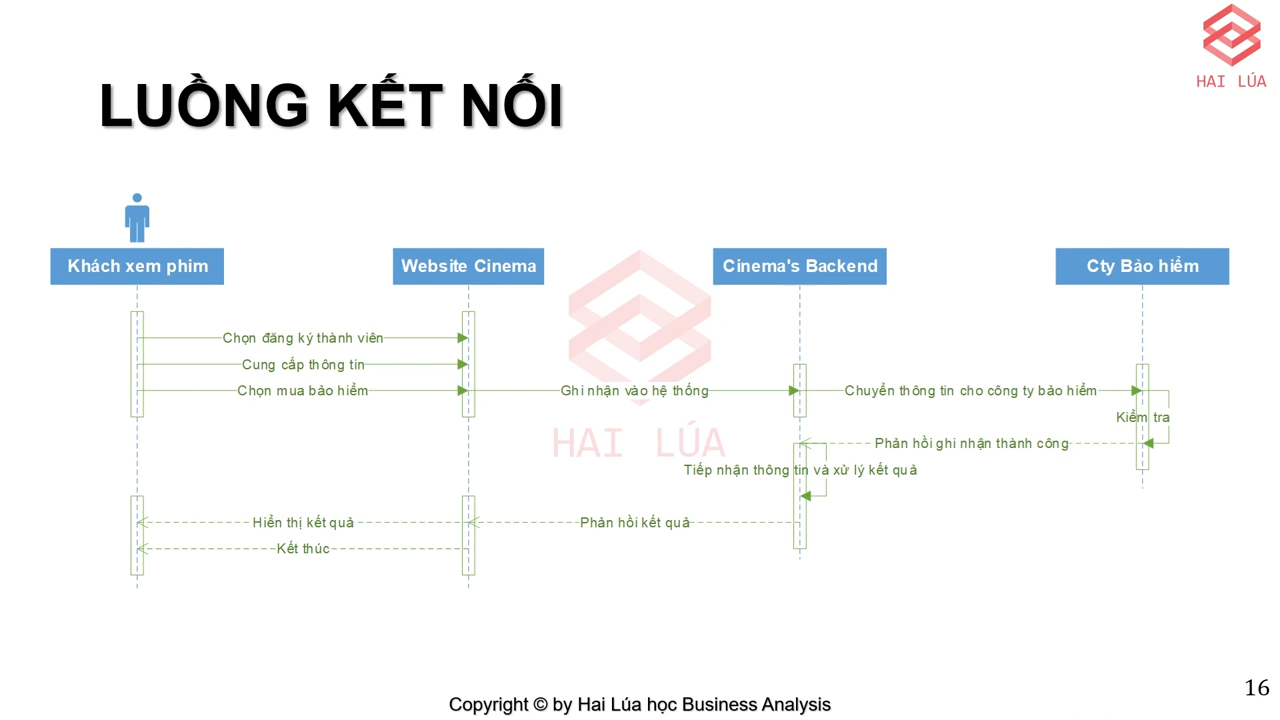 HAI LÚA
LUỒNG KẾT NỐI
Khách xem phim
Website Cinema
Cinema's Backend
Cty Bảo hiểm
Chọn đăng ký thành viên
Cung cấp thông tin
Chọn mua bảo hiểm
Ghi nhận vào hệ thống
Chuyển thông tin cho công ty bảo hiểm
Kiểm tra
HAI LÚA
Phản hồi ghi nhận thành công
Tiếp nhận thông tin và xử lý kết quả
Hiển thị kết quả
Phản hồi kết quả
Kết thúc
16
Copyright © by Hai Lúa học Business Analysis